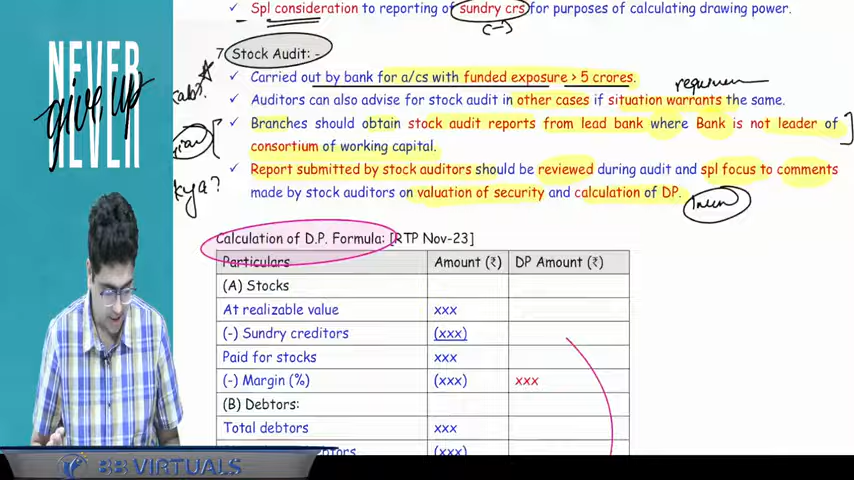 NEVER
give up
NEVER
✓ Spl consideration to reporting of sundry crs for purposes of calculating drawing power.
(-)
7 Stock Audit: -
✓ Carried out by bank for a/cs with funded exposure > 5 crores.
✓ Auditors can also advise for stock audit in other cases if situation warrants the same.
✓ Branches should obtain stock audit reports from lead bank where Bank is not leader of
consortium of working capital.
✓ Report submitted by stock auditors should be reviewed during audit and spl focus to comments
made by stock auditors on valuation of security and calculation of DP.
kya?
Calculation of D.P. Formula: [RTP Nov-23]
Particulars Amount (₹) DP Amount (₹)
(A) Stocks
At realizable value xxx
(-) Sundry creditors (xxx)
Paid for stocks xxx
(-) Margin (%) (xxx) xxx
(B) Debtors:
Total debtors xxx
(xxx)
BB VIRTUALS